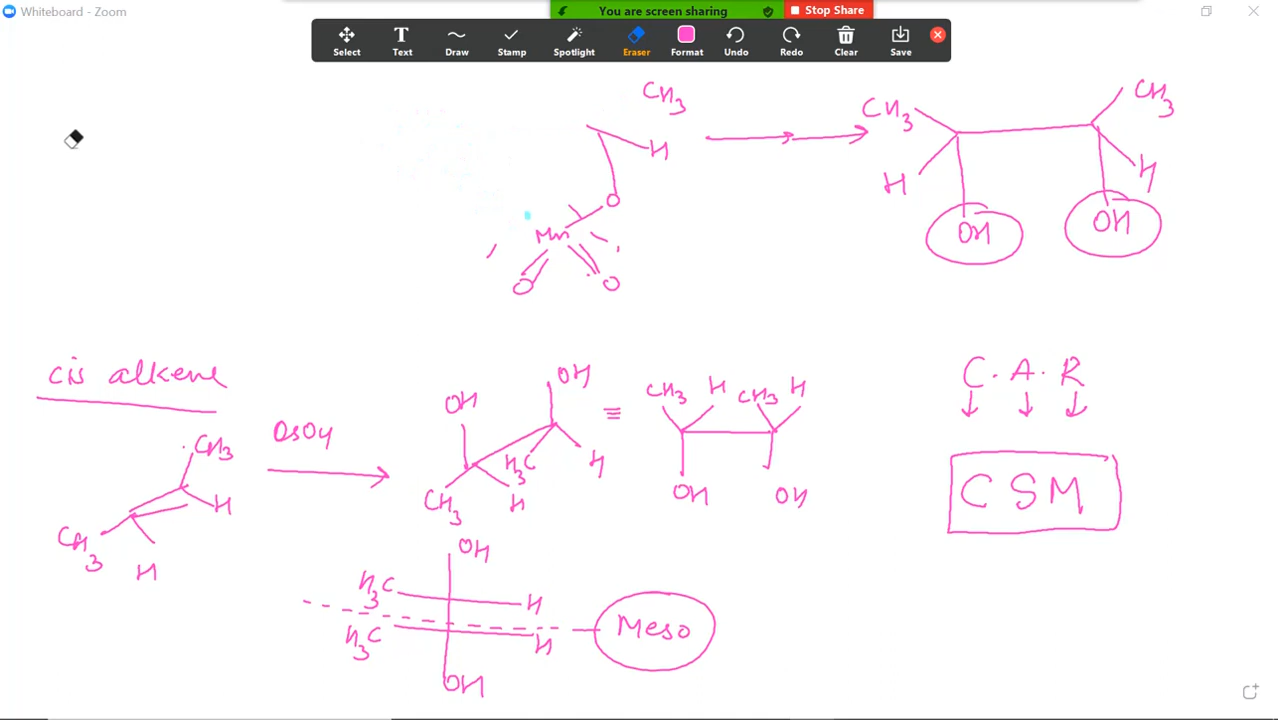 Whiteboard - Zoom
You are screen sharing
Stop Share
Select Text Draw Stamp Spotlight Eraser Format Undo Redo Clear Save
CH3
H
O
Mn
O O
CH3 CH3
H H
OH OH
cis alkene
CH3
H
CH3
H
OsO4
OH OH
H3C H
CH3 H
≡
CH3 H CH3 H
OH OH
C. A. R
↓ ↓ ↓
C S M
OH
H3C H
H3C H
OH
Meso